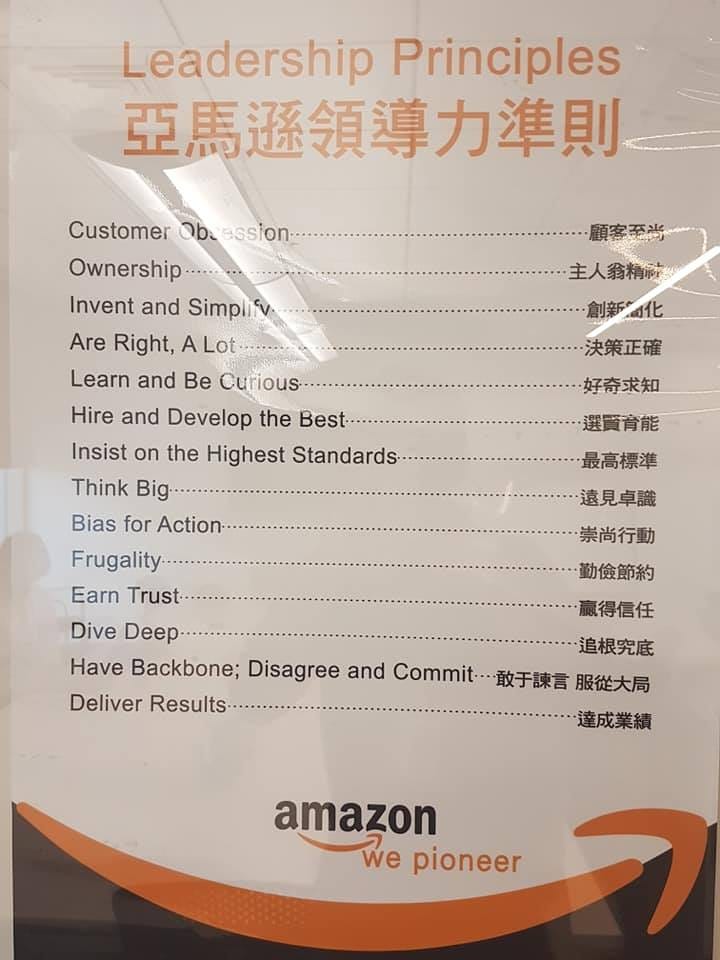 Leadership Principles
亞馬遜領導力準則
Customer Obsession 顧客至尚
Ownership 主人翁精神
Invent and Simplify 創新簡化
Are Right, A Lot 決策正確
Learn and Be Curious 好奇求知
Hire and Develop the Best 選賢育能
Insist on the Highest Standards 最高標準
Think Big 遠見卓識
Bias for Action 崇尚行動
Frugality 勤儉節約
Earn Trust 贏得信任
Dive Deep 追根究底
Have Backbone; Disagree and Commit 敢于諫言 服從大局
Deliver Results 達成業績
amazon
we pioneer